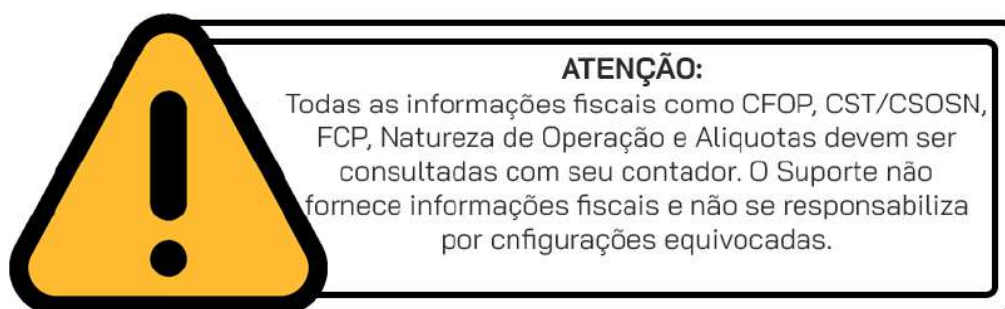 ATENÇÃO:
Todas as informações fiscais como CFOP, CST/CSOSN,
FCP, Natureza de Operação e Aliquotas devem ser
consultadas com seu contador. O Suporte não
fornece informações fiscais e não se responsabiliza
por cnfigurações equivocadas.